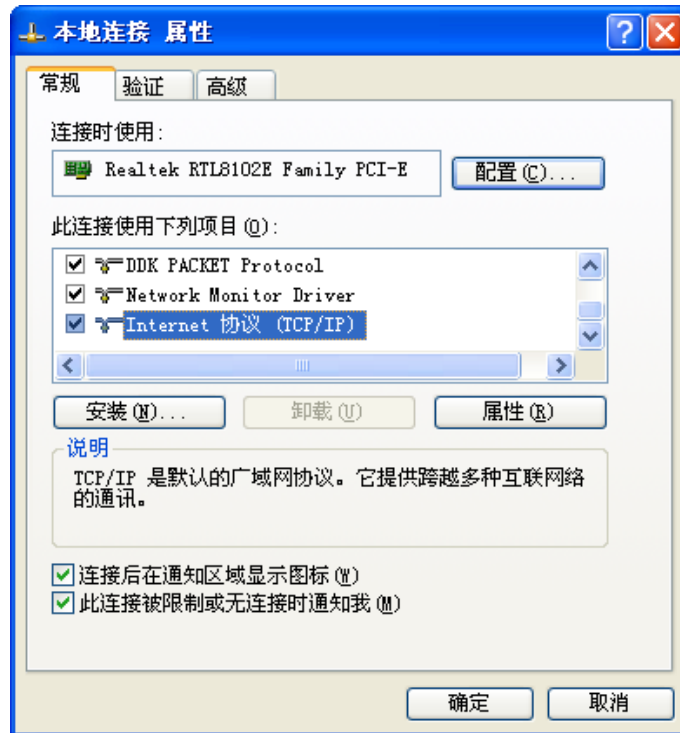 本地连接 属性
常规 验证 高级
连接时使用:
Realtek RTL8102E Family PCI-E 配置(C)...
此连接使用下列项目(O):
DDK PACKET Protocol
Network Monitor Driver
Internet 协议 (TCP/IP)
安装(N)... 卸载(U) 属性(R)
说明
TCP/IP 是默认的广域网协议。它提供跨越多种互联网络
的通讯。
连接后在通知区域显示图标(W)
此连接被限制或无连接时通知我(M)
确定 取消